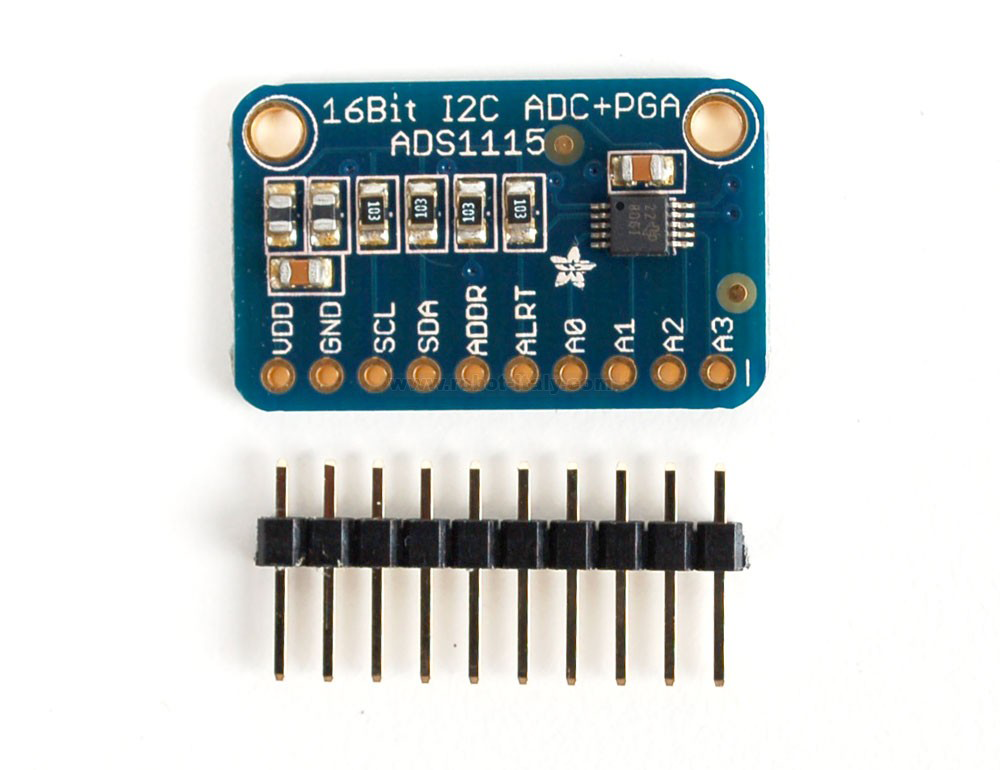 16Bit I2C ADC+PGA
ADS1115
103 103 103 103
VDD GND SCL SDA ADDR ALRT A0 A1 A2 A3